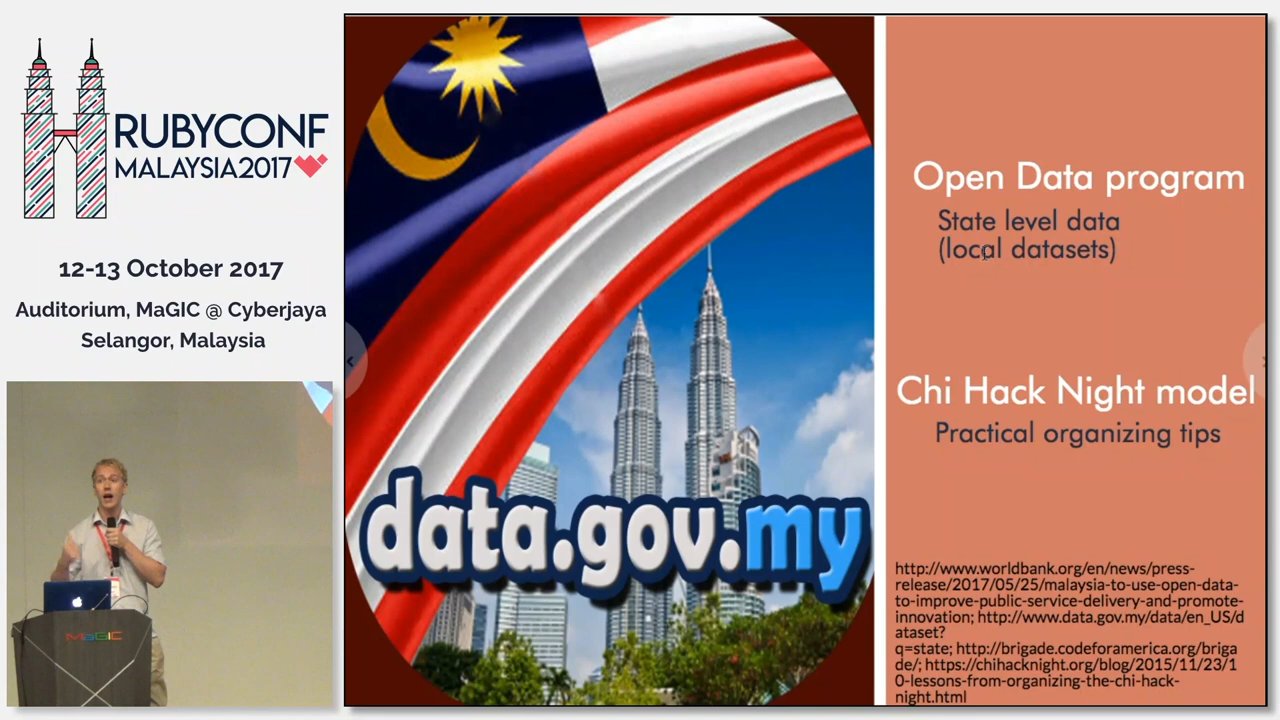 RUBYCONF
MALAYSIA2017
12-13 October 2017
Auditorium, MaGIC @ Cyberjaya
Selangor, Malaysia
MaGIC
data.gov.my
Open Data program
State level data
(local datasets)
Chi Hack Night model
Practical organizing tips
http://www.worldbank.org/en/news/press-
release/2017/05/25/malaysia-to-use-open-data-
to-improve-public-service-delivery-and-promote-
innovation; http://www.data.gov.my/data/en_US/d
ataset?
q=state; http://brigade.codeforamerica.org/briga
de/; https://chihacknight.org/blog/2015/11/23/1
0-lessons-from-organizing-the-chi-hack-
night.html